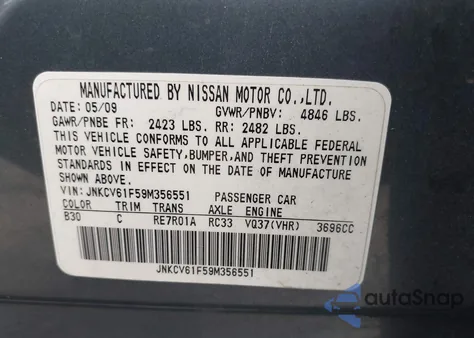 MANUFACTURED BY NISSAN MOTOR CO.,LTD.
DATE: 05/09 GVWR/PNBV: 4846 LBS.
GAWR/PNBE FR: 2423 LBS. RR: 2482 LBS.
THIS VEHICLE CONFORMS TO ALL APPLICABLE FEDERAL
MOTOR VEHICLE SAFETY, BUMPER, AND THEFT PREVENTION
STANDARDS IN EFFECT ON THE DATE OF MANUFACTURE
SHOWN ABOVE.
VIN: JNKCV61F59M356551 PASSENGER CAR
COLOR TRIM TRANS AXLE ENGINE
B30 C RE7R01A RC33 VQ37(VHR) 3696CC
JNKCV61F59M356551
autoSnap